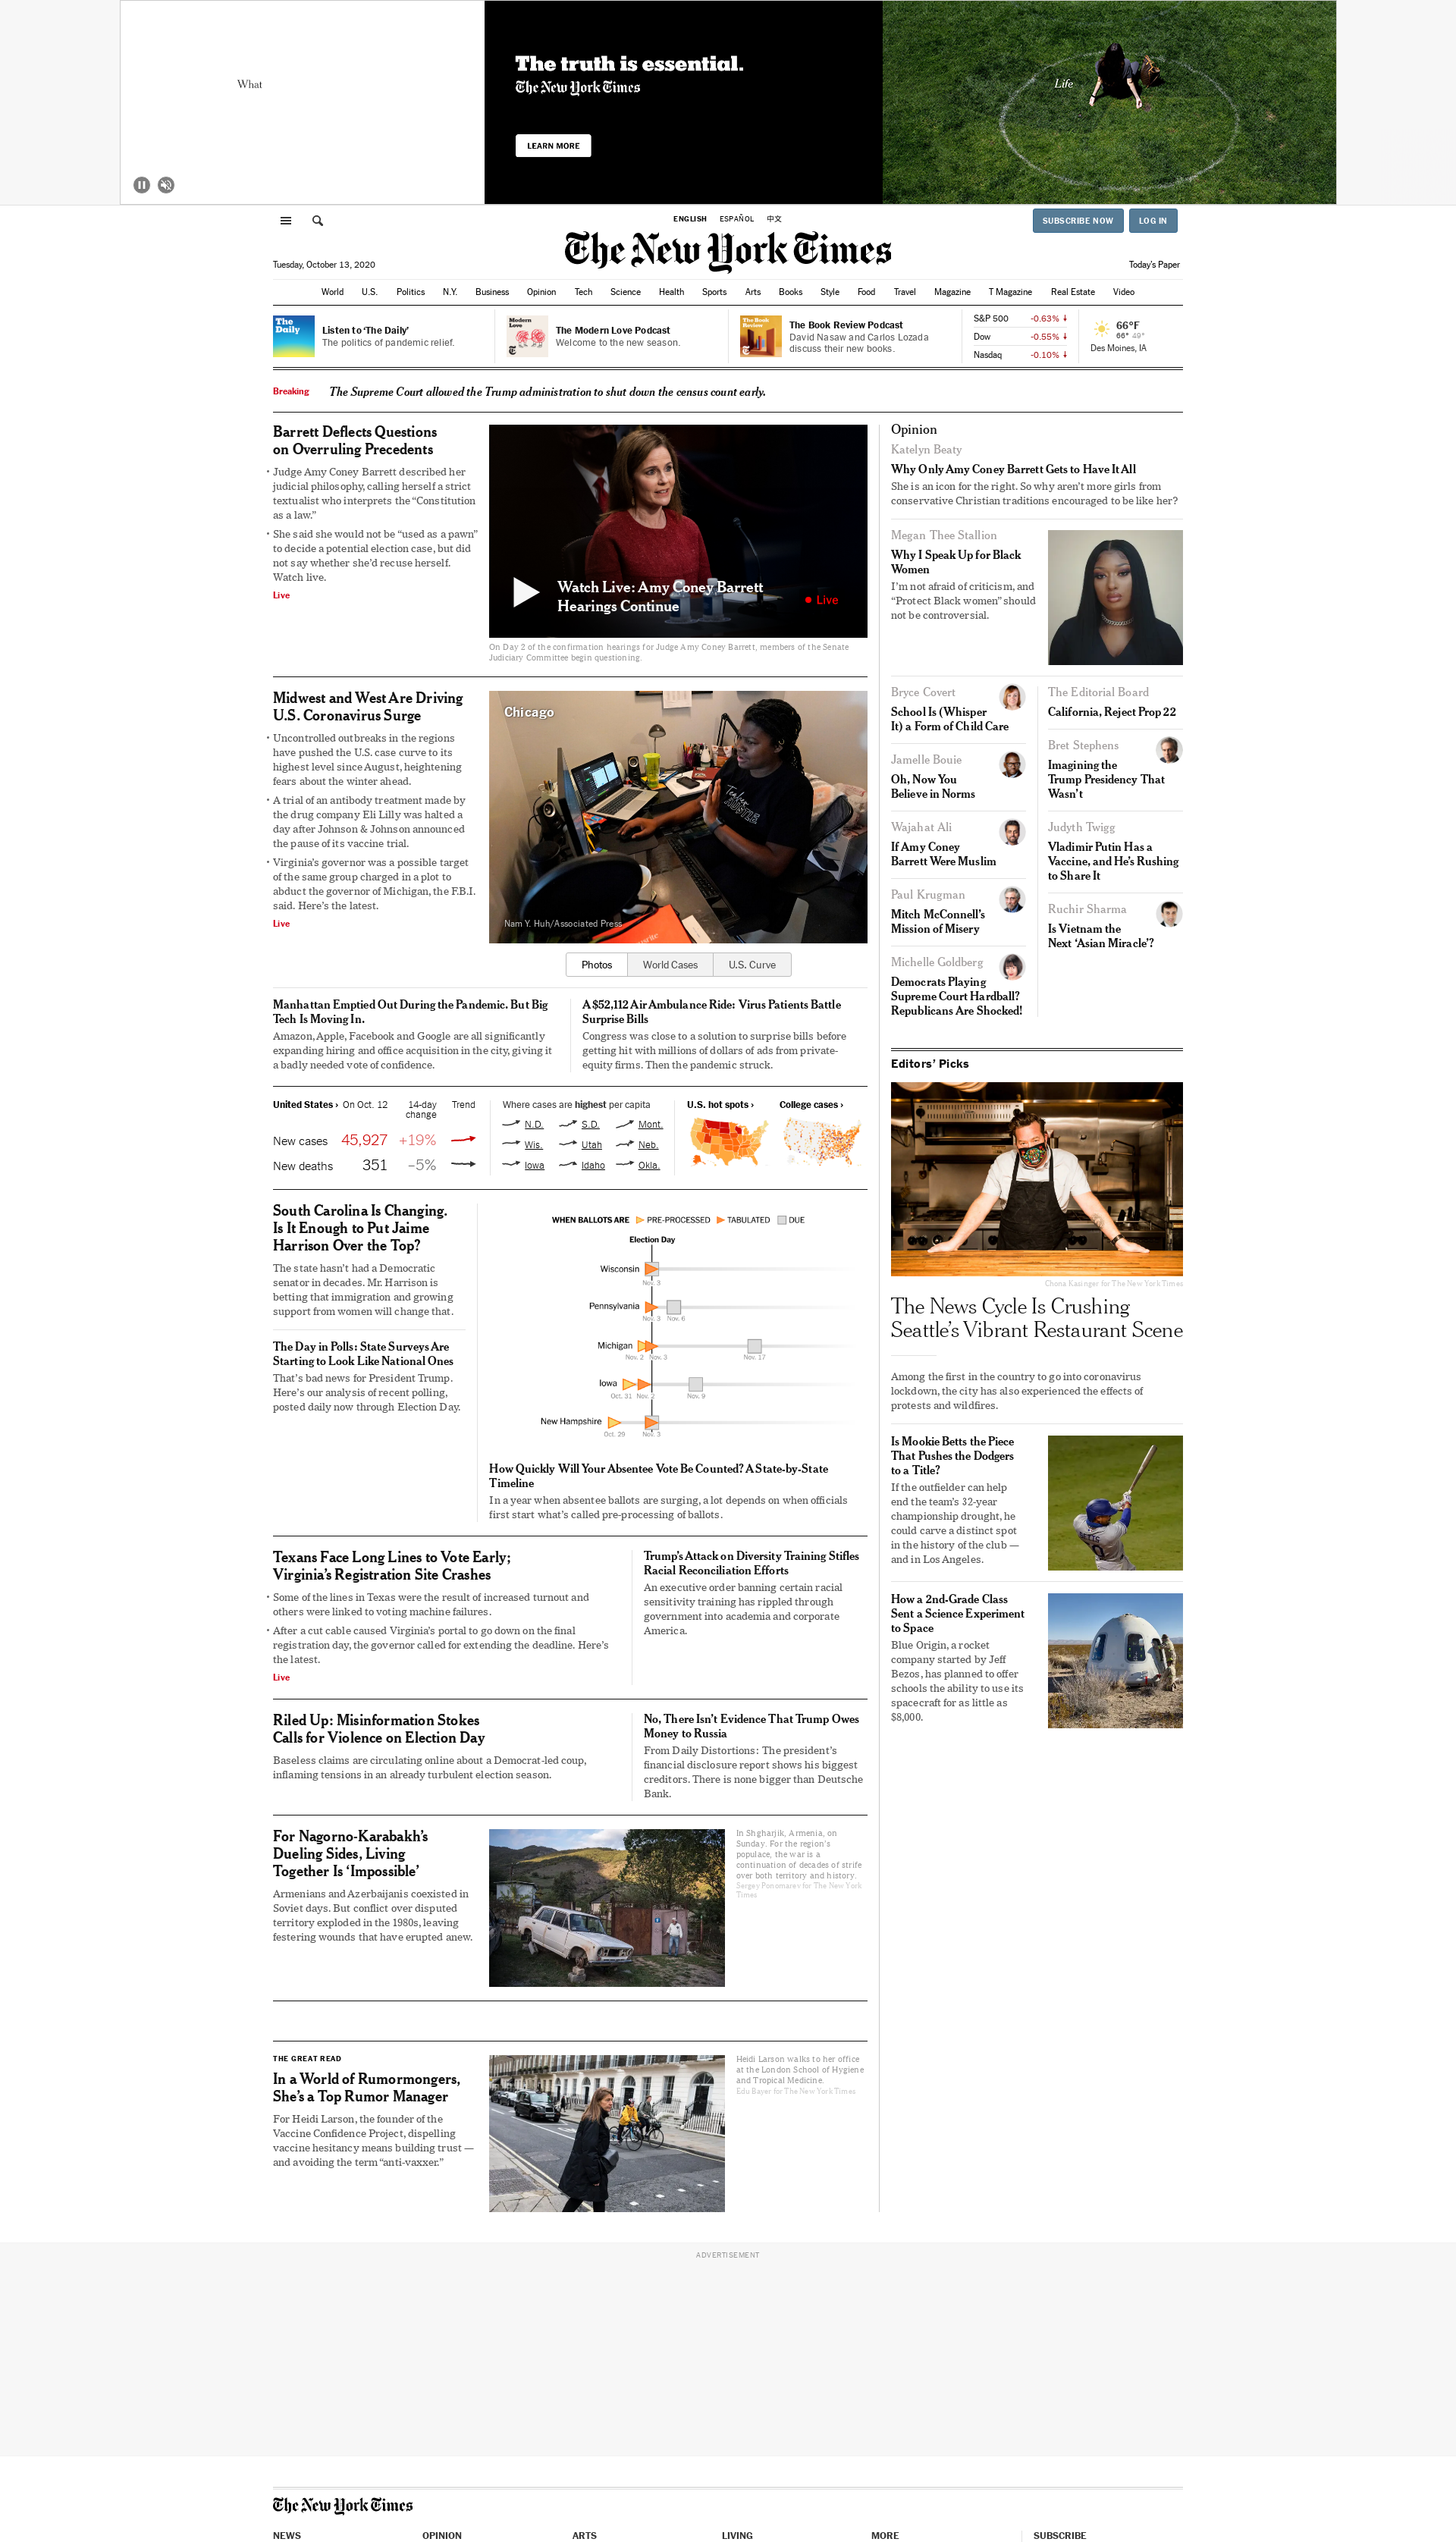 What
The truth is essential.
The New York Times
LEARN MORE
Life
ENGLISH ESPAÑOL 中文
SUBSCRIBE NOW LOG IN
The New York Times
Tuesday, October 13, 2020
Today's Paper
World U.S. Politics N.Y. Business Opinion Tech Science Health Sports Arts Books Style Food Travel Magazine T Magazine Real Estate Video
The Daily
Listen to ‘The Daily’
The politics of pandemic relief.
Modern Love
The Modern Love Podcast
Welcome to the new season.
The Book Review
The Book Review Podcast
David Nasaw and Carlos Lozada
discuss their new books.
S&P 500 -0.63%
Dow -0.55%
Nasdaq -0.10%
66°F
66° 49°
Des Moines, IA
Breaking
The Supreme Court allowed the Trump administration to shut down the census count early.
Barrett Deflects Questions
on Overruling Precedents
• Judge Amy Coney Barrett described her
judicial philosophy, calling herself a strict
textualist who interprets the “Constitution
as a law.”
• She said she would not be “used as a pawn”
to decide a potential election case, but did
not say whether she’d recuse herself.
Watch live.
Live
Watch Live: Amy Coney Barrett
Hearings Continue
Live
On Day 2 of the confirmation hearings for Judge Amy Coney Barrett, members of the Senate
Judiciary Committee begin questioning.
Midwest and West Are Driving
U.S. Coronavirus Surge
• Uncontrolled outbreaks in the regions
have pushed the U.S. case curve to its
highest level since August, heightening
fears about the winter ahead.
• A trial of an antibody treatment made by
the drug company Eli Lilly was halted a
day after Johnson & Johnson announced
the pause of its vaccine trial.
• Virginia’s governor was a possible target
of the same group charged in a plot to
abduct the governor of Michigan, the F.B.I.
said. Here’s the latest.
Live
Chicago
Nam Y. Huh/Associated Press
Photos World Cases U.S. Curve
Manhattan Emptied Out During the Pandemic. But Big
Tech Is Moving In.
Amazon, Apple, Facebook and Google are all significantly
expanding hiring and office acquisition in the city, giving it
a badly needed vote of confidence.
A $52,112 Air Ambulance Ride: Virus Patients Battle
Surprise Bills
Congress was close to a solution to surprise bills before
getting hit with millions of dollars of ads from private-
equity firms. Then the pandemic struck.
United States › On Oct. 12 14-day change Trend
New cases 45,927 +19%
New deaths 351 –5%
Where cases are highest per capita
N.D. S.D. Mont.
Wis. Utah Neb.
Iowa Idaho Okla.
U.S. hot spots ›
College cases ›
South Carolina Is Changing.
Is It Enough to Put Jaime
Harrison Over the Top?
The state hasn’t had a Democratic
senator in decades. Mr. Harrison is
betting that immigration and growing
support from women will change that.
The Day in Polls: State Surveys Are
Starting to Look Like National Ones
That’s bad news for President Trump.
Here’s our analysis of recent polling,
posted daily now through Election Day.
WHEN BALLOTS ARE PRE-PROCESSED TABULATED DUE
Election Day
Wisconsin
Nov. 3
Pennsylvania
Nov. 3 Nov. 6
Michigan
Nov. 2 Nov. 3 Nov. 17
Iowa
Oct. 31 Nov. 2 Nov. 9
New Hampshire
Oct. 29 Nov. 3
How Quickly Will Your Absentee Vote Be Counted? A State-by-State
Timeline
In a year when absentee ballots are surging, a lot depends on when officials
first start what’s called pre-processing of ballots.
Texans Face Long Lines to Vote Early;
Virginia’s Registration Site Crashes
• Some of the lines in Texas were the result of increased turnout and
others were linked to voting machine failures.
• After a cut cable caused Virginia’s portal to go down on the final
registration day, the governor called for extending the deadline. Here’s
the latest.
Live
Trump’s Attack on Diversity Training Stifles
Racial Reconciliation Efforts
An executive order banning certain racial
sensitivity training has rippled through
government into academia and corporate
America.
Riled Up: Misinformation Stokes
Calls for Violence on Election Day
Baseless claims are circulating online about a Democrat-led coup,
inflaming tensions in an already turbulent election season.
No, There Isn’t Evidence That Trump Owes
Money to Russia
From Daily Distortions: The president’s
financial disclosure report shows his biggest
creditors. There is none bigger than Deutsche
Bank.
For Nagorno-Karabakh’s
Dueling Sides, Living
Together Is ‘Impossible’
Armenians and Azerbaijanis coexisted in
Soviet days. But conflict over disputed
territory exploded in the 1980s, leaving
festering wounds that have erupted anew.
In Shgharjik, Armenia, on
Sunday. For the region’s
populace, the war is a
continuation of decades of strife
over both territory and history.
Sergey Ponomarev for The New York
Times
THE GREAT READ
In a World of Rumormongers,
She’s a Top Rumor Manager
For Heidi Larson, the founder of the
Vaccine Confidence Project, dispelling
vaccine hesitancy means building trust —
and avoiding the term “anti-vaxxer.”
Heidi Larson walks to her office
at the London School of Hygiene
and Tropical Medicine.
Edu Bayer for The New York Times
Opinion
Katelyn Beaty
Why Only Amy Coney Barrett Gets to Have It All
She is an icon for the right. So why aren’t more girls from
conservative Christian traditions encouraged to be like her?
Megan Thee Stallion
Why I Speak Up for Black
Women
I’m not afraid of criticism, and
“Protect Black women” should
not be controversial.
Bryce Covert
School Is (Whisper
It) a Form of Child Care
Jamelle Bouie
Oh, Now You
Believe in Norms
Wajahat Ali
If Amy Coney
Barrett Were Muslim
Paul Krugman
Mitch McConnell’s
Mission of Misery
Michelle Goldberg
Democrats Playing
Supreme Court Hardball?
Republicans Are Shocked!
The Editorial Board
California, Reject Prop 22
Bret Stephens
Imagining the
Trump Presidency That
Wasn’t
Judyth Twigg
Vladimir Putin Has a
Vaccine, and He’s Rushing
to Share It
Ruchir Sharma
Is Vietnam the
Next ‘Asian Miracle’?
Editors’ Picks
Chona Kasinger for The New York Times
The News Cycle Is Crushing
Seattle’s Vibrant Restaurant Scene
Among the first in the country to go into coronavirus
lockdown, the city has also experienced the effects of
protests and wildfires.
Is Mookie Betts the Piece
That Pushes the Dodgers
to a Title?
If the outfielder can help
end the team’s 32-year
championship drought, he
could carve a distinct spot
in the history of the club —
and in Los Angeles.
How a 2nd-Grade Class
Sent a Science Experiment
to Space
Blue Origin, a rocket
company started by Jeff
Bezos, has planned to offer
schools the ability to use its
spacecraft for as little as
$8,000.
ADVERTISEMENT
The New York Times
NEWS OPINION ARTS LIVING MORE SUBSCRIBE